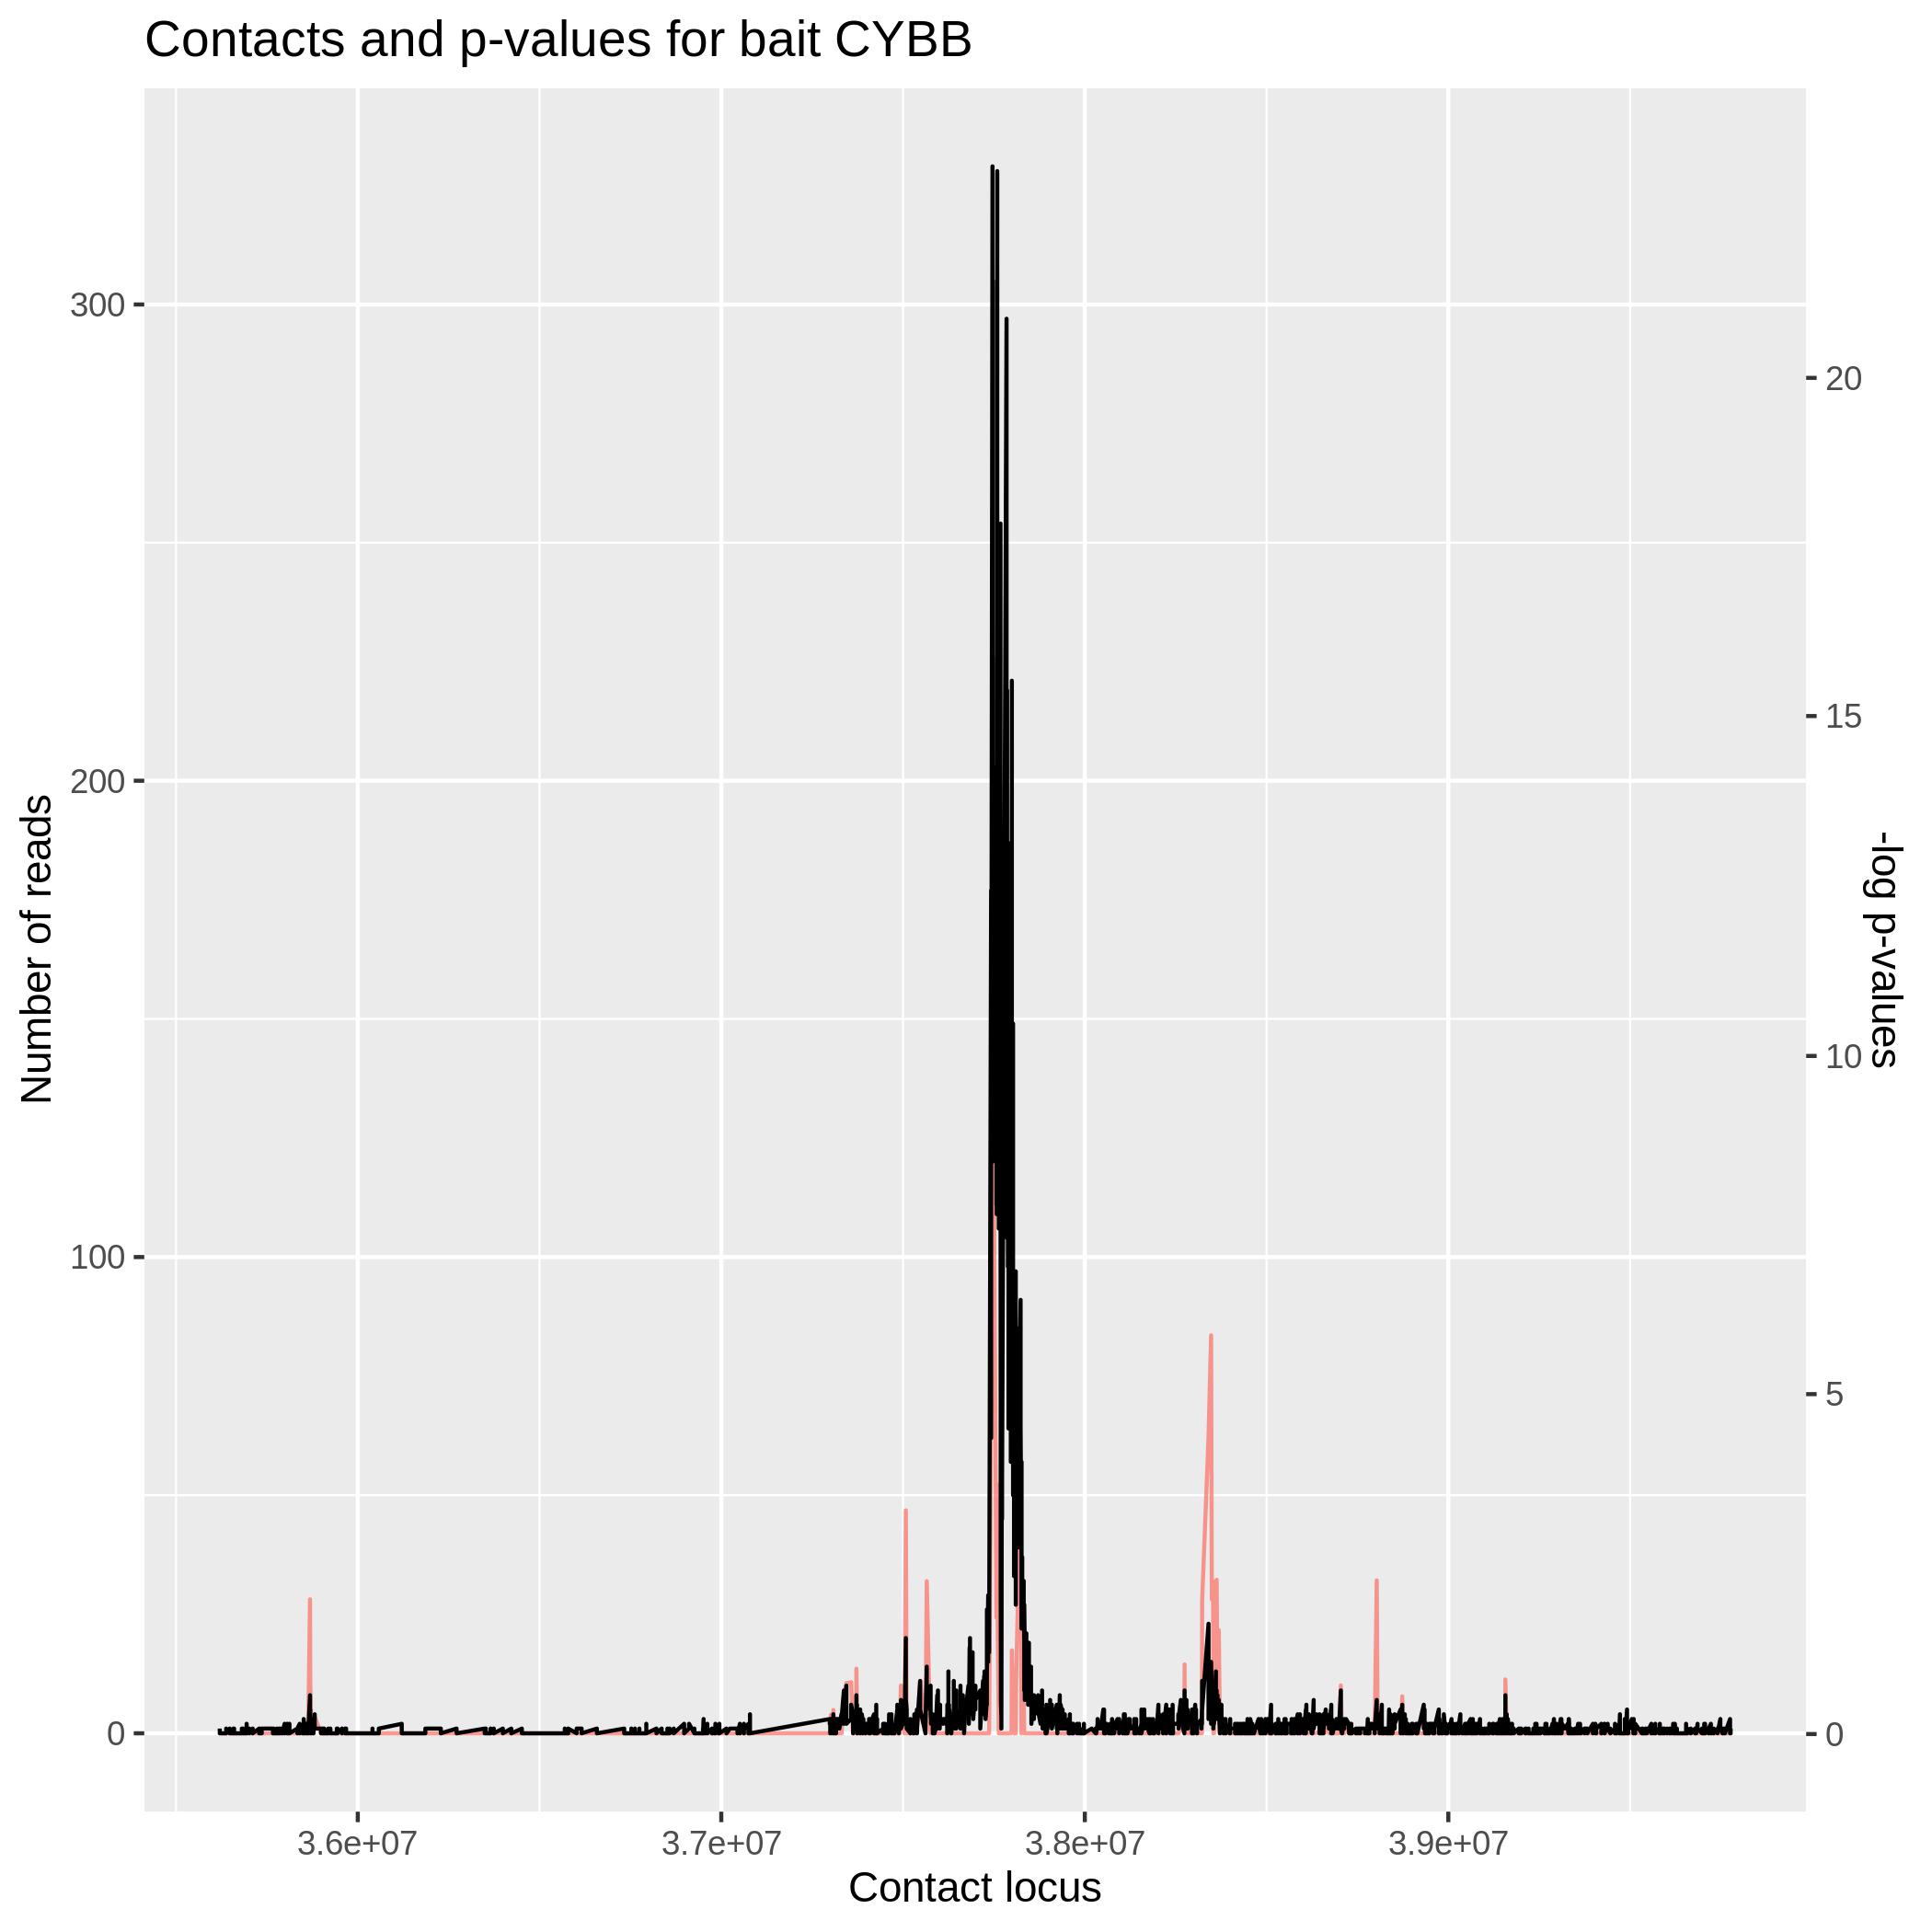 Contacts and p-values for bait CYBB
300
200
100
0
Number of reads
20
15
10
5
0
-log p-values
3.6e+07
3.7e+07
3.8e+07
3.9e+07
Contact locus